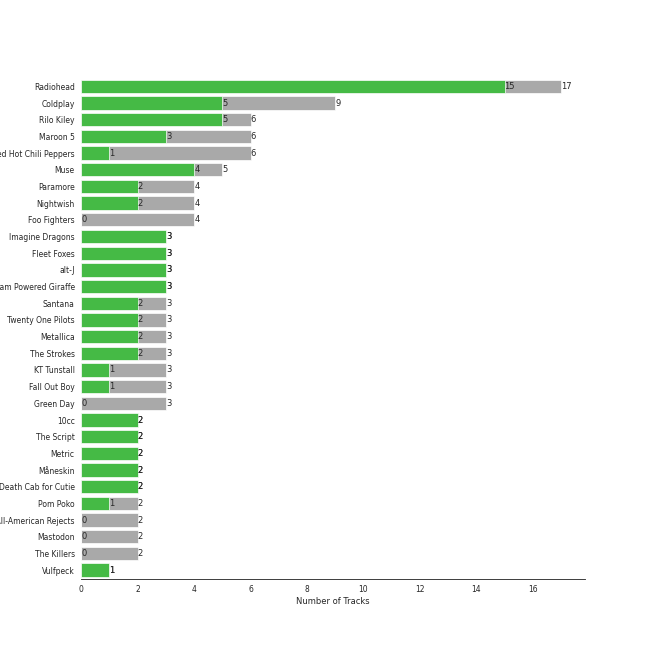 Radiohead 15 17
Coldplay 5 9
Rilo Kiley 5 6
Maroon 5 3 6
ed Hot Chili Peppers 1 6
Muse 4 5
Paramore 2 4
Nightwish 2 4
Foo Fighters 0 4
Imagine Dragons 3
Fleet Foxes 3
alt-J 3
am Powered Giraffe 3
Santana 2 3
Twenty One Pilots 2 3
Metallica 2 3
The Strokes 2 3
KT Tunstall 1 3
Fall Out Boy 1 3
Green Day 0 3
10cc 2
The Script 2
Metric 2
Måneskin 2
Death Cab for Cutie 2
Pom Poko 1 2
ll-American Rejects 0 2
Mastodon 0 2
The Killers 0 2
Vulfpeck 1
0 2 4 6 8 10 12 14 16
Number of Tracks